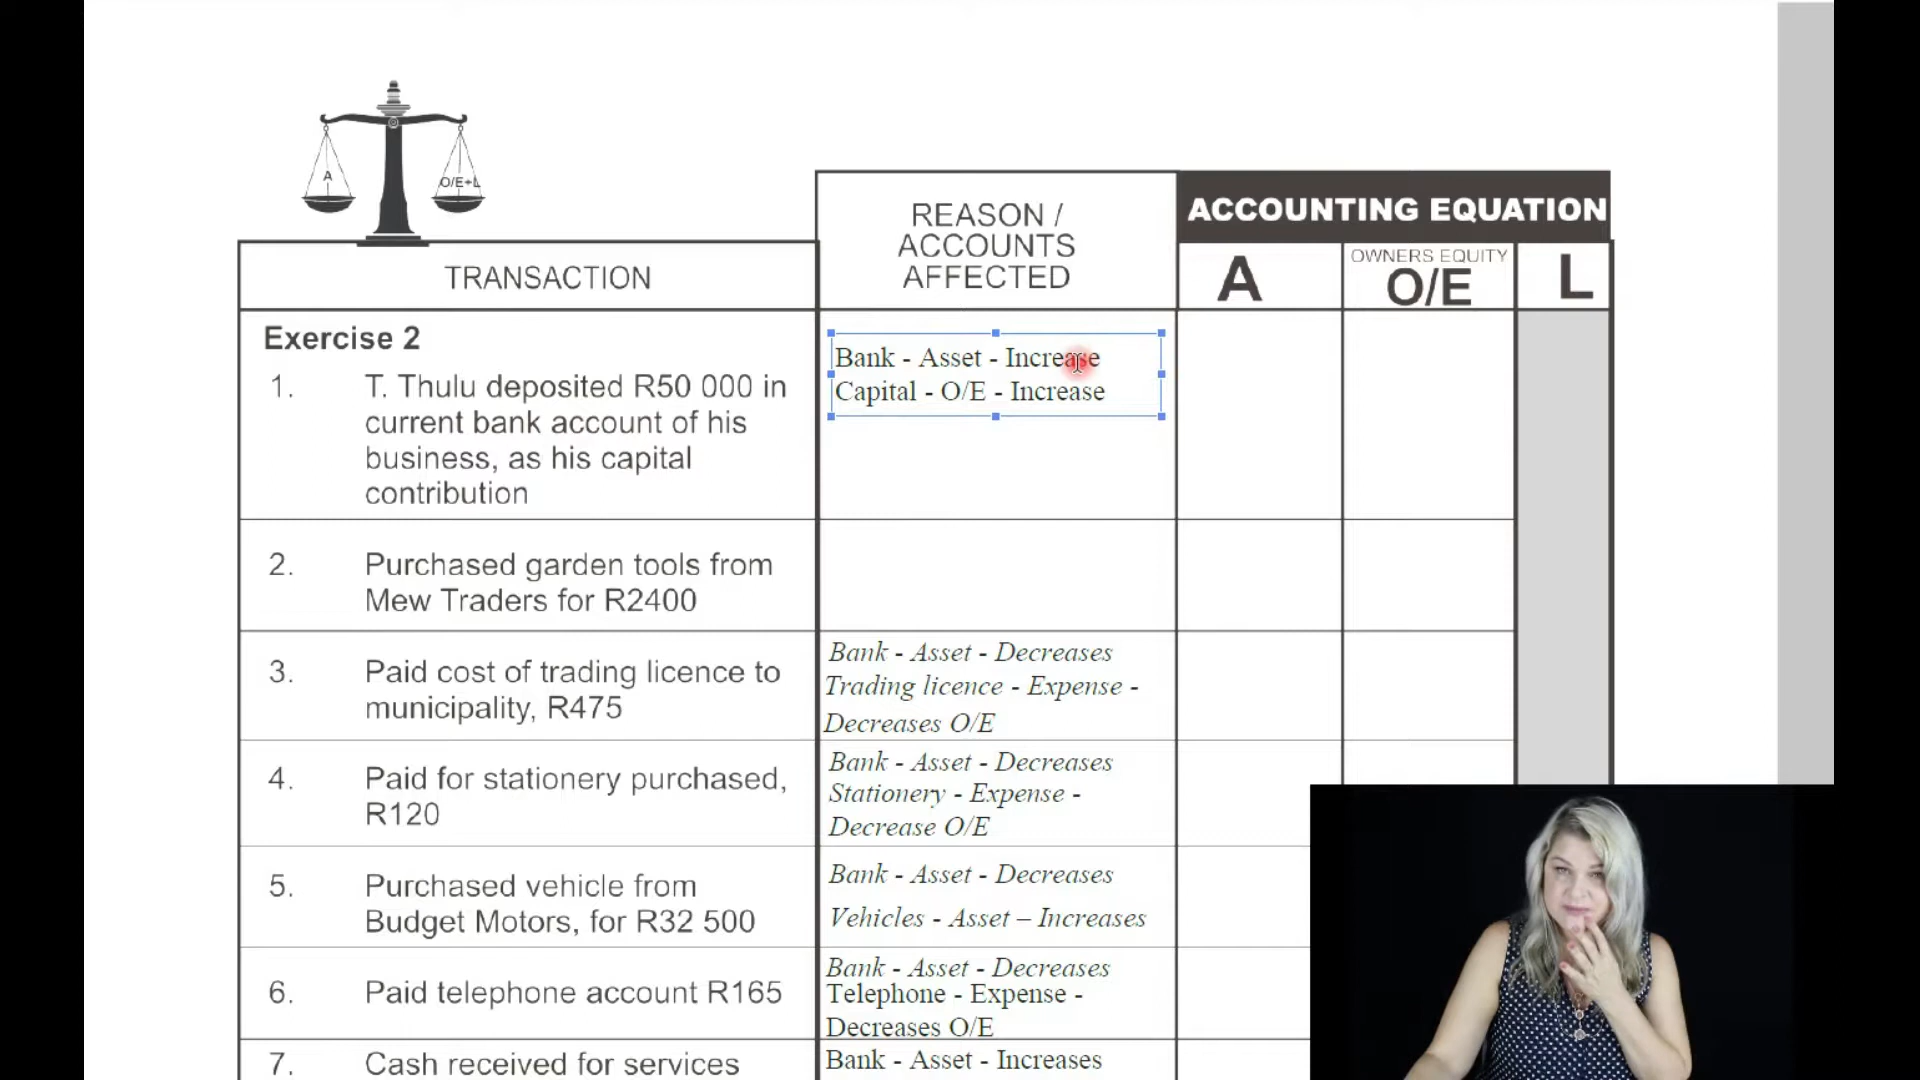 A
O/E+L
TRANSACTION
REASON /
ACCOUNTS
AFFECTED
ACCOUNTING EQUATION
A
OWNERS EQUITY
O/E
L
Exercise 2
1. T. Thulu deposited R50 000 in
current bank account of his
business, as his capital
contribution
Bank - Asset - Increase
Capital - O/E - Increase
2. Purchased garden tools from
Mew Traders for R2400
3. Paid cost of trading licence to
municipality, R475
Bank - Asset - Decreases
Trading licence - Expense -
Decreases O/E
4. Paid for stationery purchased,
R120
Bank - Asset - Decreases
Stationery - Expense -
Decrease O/E
5. Purchased vehicle from
Budget Motors, for R32 500
Bank - Asset - Decreases
Vehicles - Asset – Increases
6. Paid telephone account R165
Bank - Asset - Decreases
Telephone - Expense -
Decreases O/E
7. Cash received for services
Bank - Asset - Increases